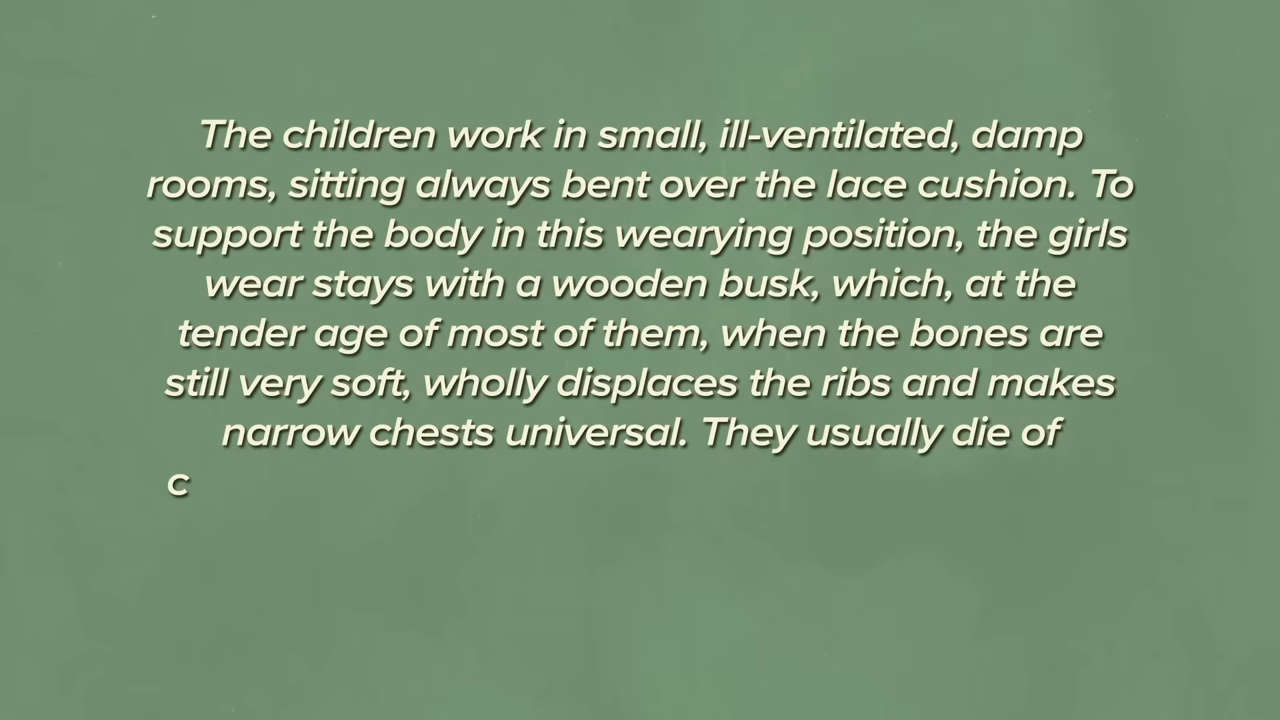 The children work in small, ill-ventilated, damp
rooms, sitting always bent over the lace cushion. To
support the body in this wearying position, the girls
wear stays with a wooden busk, which, at the
tender age of most of them, when the bones are
still very soft, wholly displaces the ribs and makes
narrow chests universal. They usually die of
c